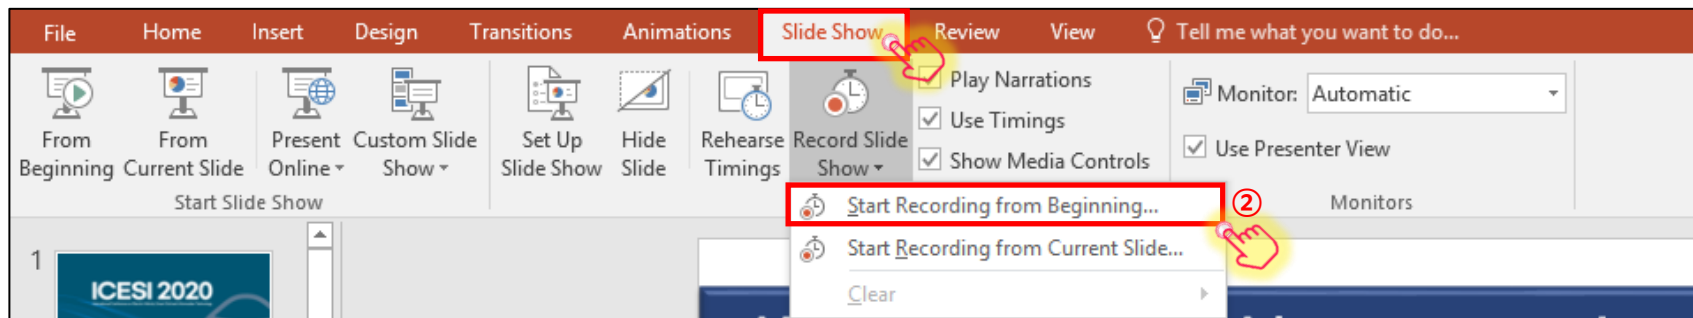 File Home Insert Design Transitions Animations Slide Show Review View Tell me what you want to do...
From Beginning
From Current Slide
Present Online
Custom Slide Show
Set Up Slide Show
Hide Slide
Rehearse Timings
Record Slide Show
Play Narrations
Use Timings
Show Media Controls
Monitor: Automatic
Use Presenter View
Start Slide Show
Monitors
Start Recording from Beginning... ②
Start Recording from Current Slide...
Clear
1
ICESI 2020